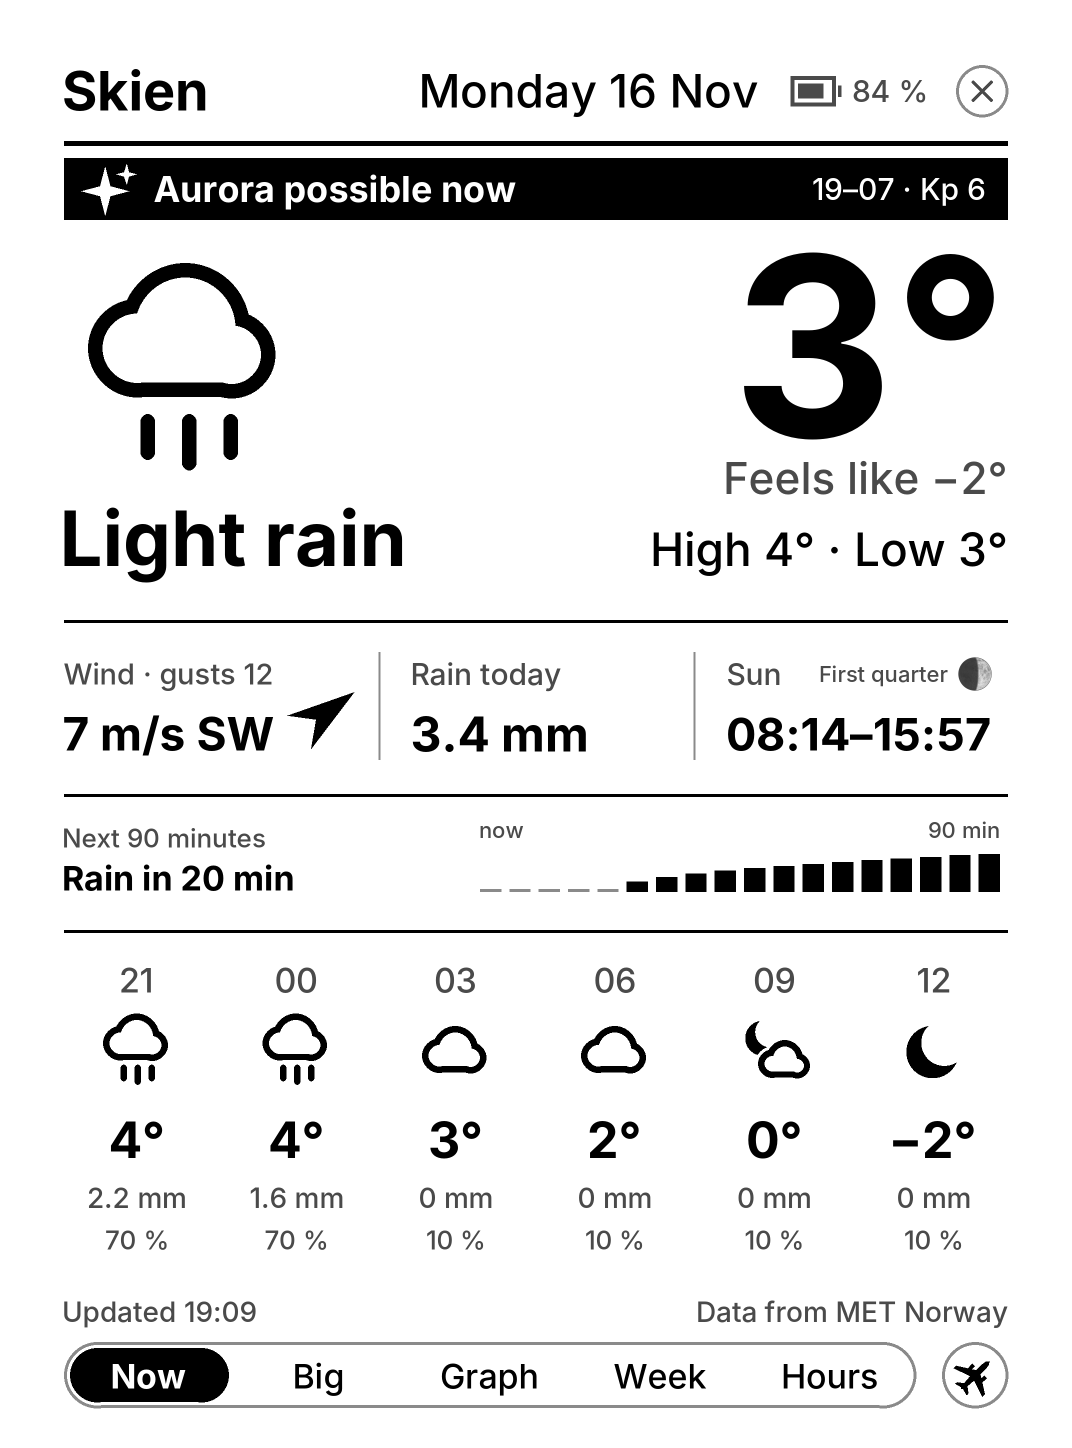 Skien
Monday 16 Nov
84 %
Aurora possible now
19–07 · Kp 6
3°
Feels like −2°
Light rain
High 4° · Low 3°
Wind · gusts 12
7 m/s SW
Rain today
3.4 mm
Sun
First quarter
08:14–15:57
Next 90 minutes
Rain in 20 min
now
90 min
21 00 03 06 09 12
4° 4° 3° 2° 0° −2°
2.2 mm 1.6 mm 0 mm 0 mm 0 mm 0 mm
70 % 70 % 10 % 10 % 10 % 10 %
Updated 19:09
Data from MET Norway
Now Big Graph Week Hours